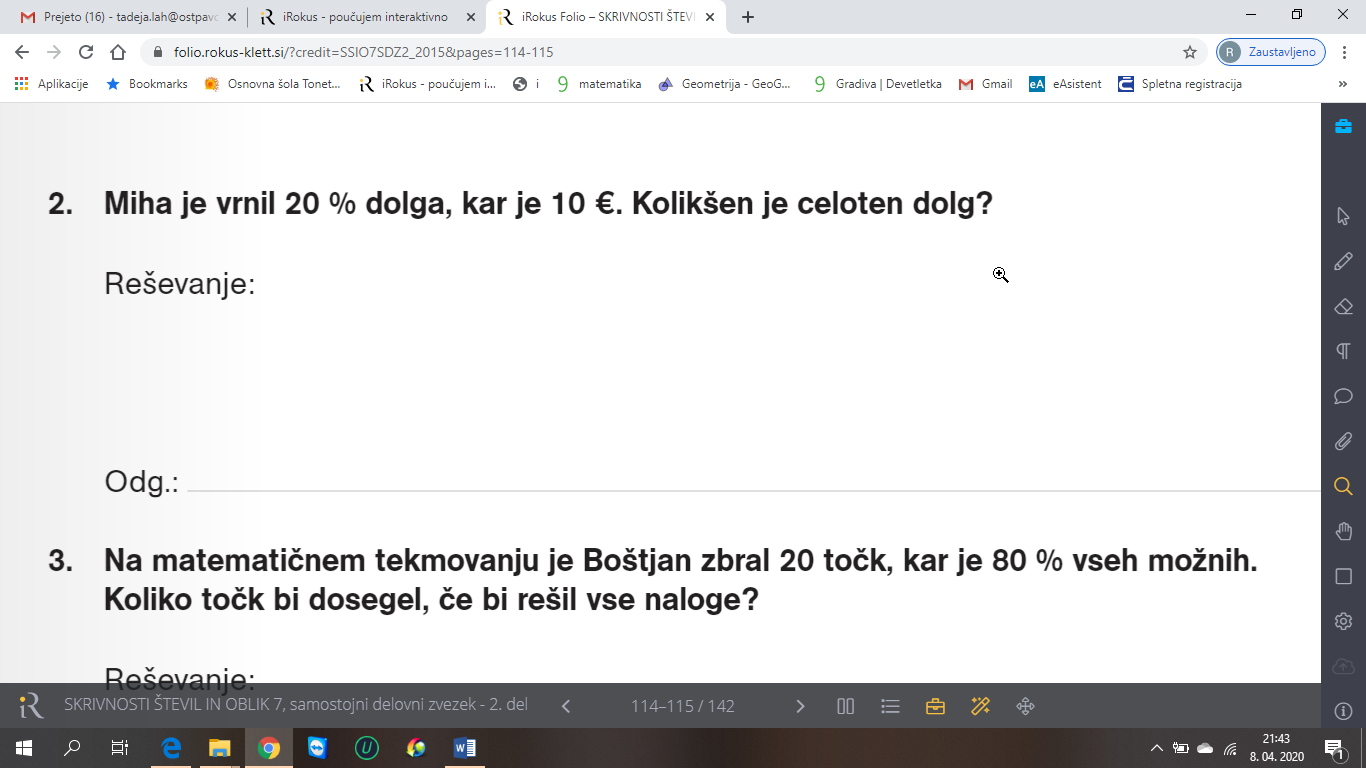 Prejeto (16) - tadeja.lah@ostpavc
iRokus - poučujem interaktivno
iRokus Folio – SKRIVNOSTI ŠTEVI
folio.rokus-klett.si/?credit=SSIO7SDZ2_2015&pages=114-115
R Zaustavljeno
Aplikacije Bookmarks Osnovna šola Tonet... iRokus - poučujem i... i matematika Geometrija - GeoG... Gradiva | Devetletka Gmail eAsistent Spletna registracija »
2. Miha je vrnil 20 % dolga, kar je 10 €. Kolikšen je celoten dolg?
Reševanje:
Odg.:
3. Na matematičnem tekmovanju je Boštjan zbral 20 točk, kar je 80 % vseh možnih.
Koliko točk bi dosegel, če bi rešil vse naloge?
Reševanje:
iR SKRIVNOSTI ŠTEVIL IN OBLIK 7, samostojni delovni zvezek - 2. del 114–115 / 142
21:43
8. 04. 2020
1